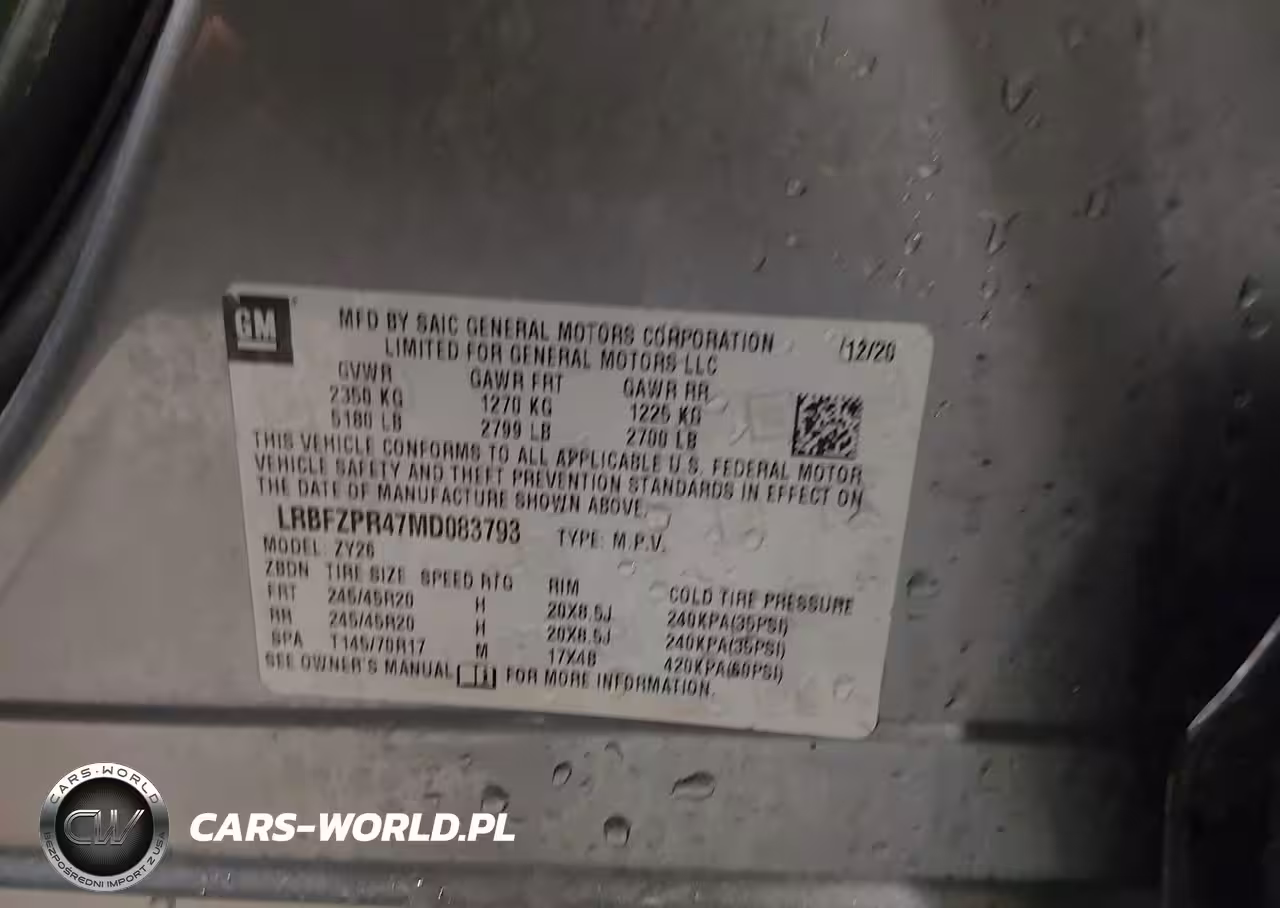 GM
MFD BY SAIC GENERAL MOTORS CORPORATION
LIMITED FOR GENERAL MOTORS LLC
12/20
GVWR GAWR FRT GAWR RR
2350 KG 1270 KG 1225 KG
5180 LB 2799 LB 2700 LB
THIS VEHICLE CONFORMS TO ALL APPLICABLE U.S. FEDERAL MOTOR
VEHICLE SAFETY AND THEFT PREVENTION STANDARDS IN EFFECT ON
THE DATE OF MANUFACTURE SHOWN ABOVE.
LRBFZPR47MD083793 TYPE: M.P.V.
MODEL: ZY26
ZBDN TIRE SIZE SPEED RTG RIM COLD TIRE PRESSURE
FRT 245/45R20 H 20X8.5J 240KPA(35PSI)
RR 245/45R20 H 20X8.5J 240KPA(35PSI)
SPA T145/70R17 M 17X4B 420KPA(60PSI)
SEE OWNER'S MANUAL FOR MORE INFORMATION.
CARS-WORLD
CW
BEZPOŚREDNI IMPORT Z USA
CARS-WORLD.PL